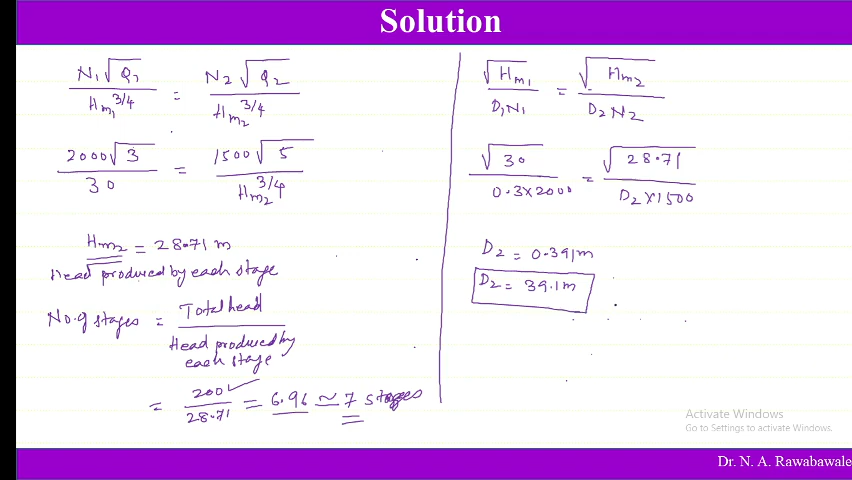 Solution
N₁√Q₁ / Hm₁^3/4 = N₂√Q₂ / Hm₂^3/4
2000√3 / 30 = 1500√5 / Hm₂^3/4
Hm₂ = 28.71 m
Head produced by each stage
No. of stages = Total head / Head produced by each stage
= 200 / 28.71 = 6.96 ≈ 7 stages
√Hm₁ / D₁N₁ = √Hm₂ / D₂N₂
√30 / 0.3×2000 = √28.71 / D₂×1500
D₂ = 0.391m
D₂ = 39.1m
Activate Windows
Go to Settings to activate Windows.
Dr. N. A. Rawabawale